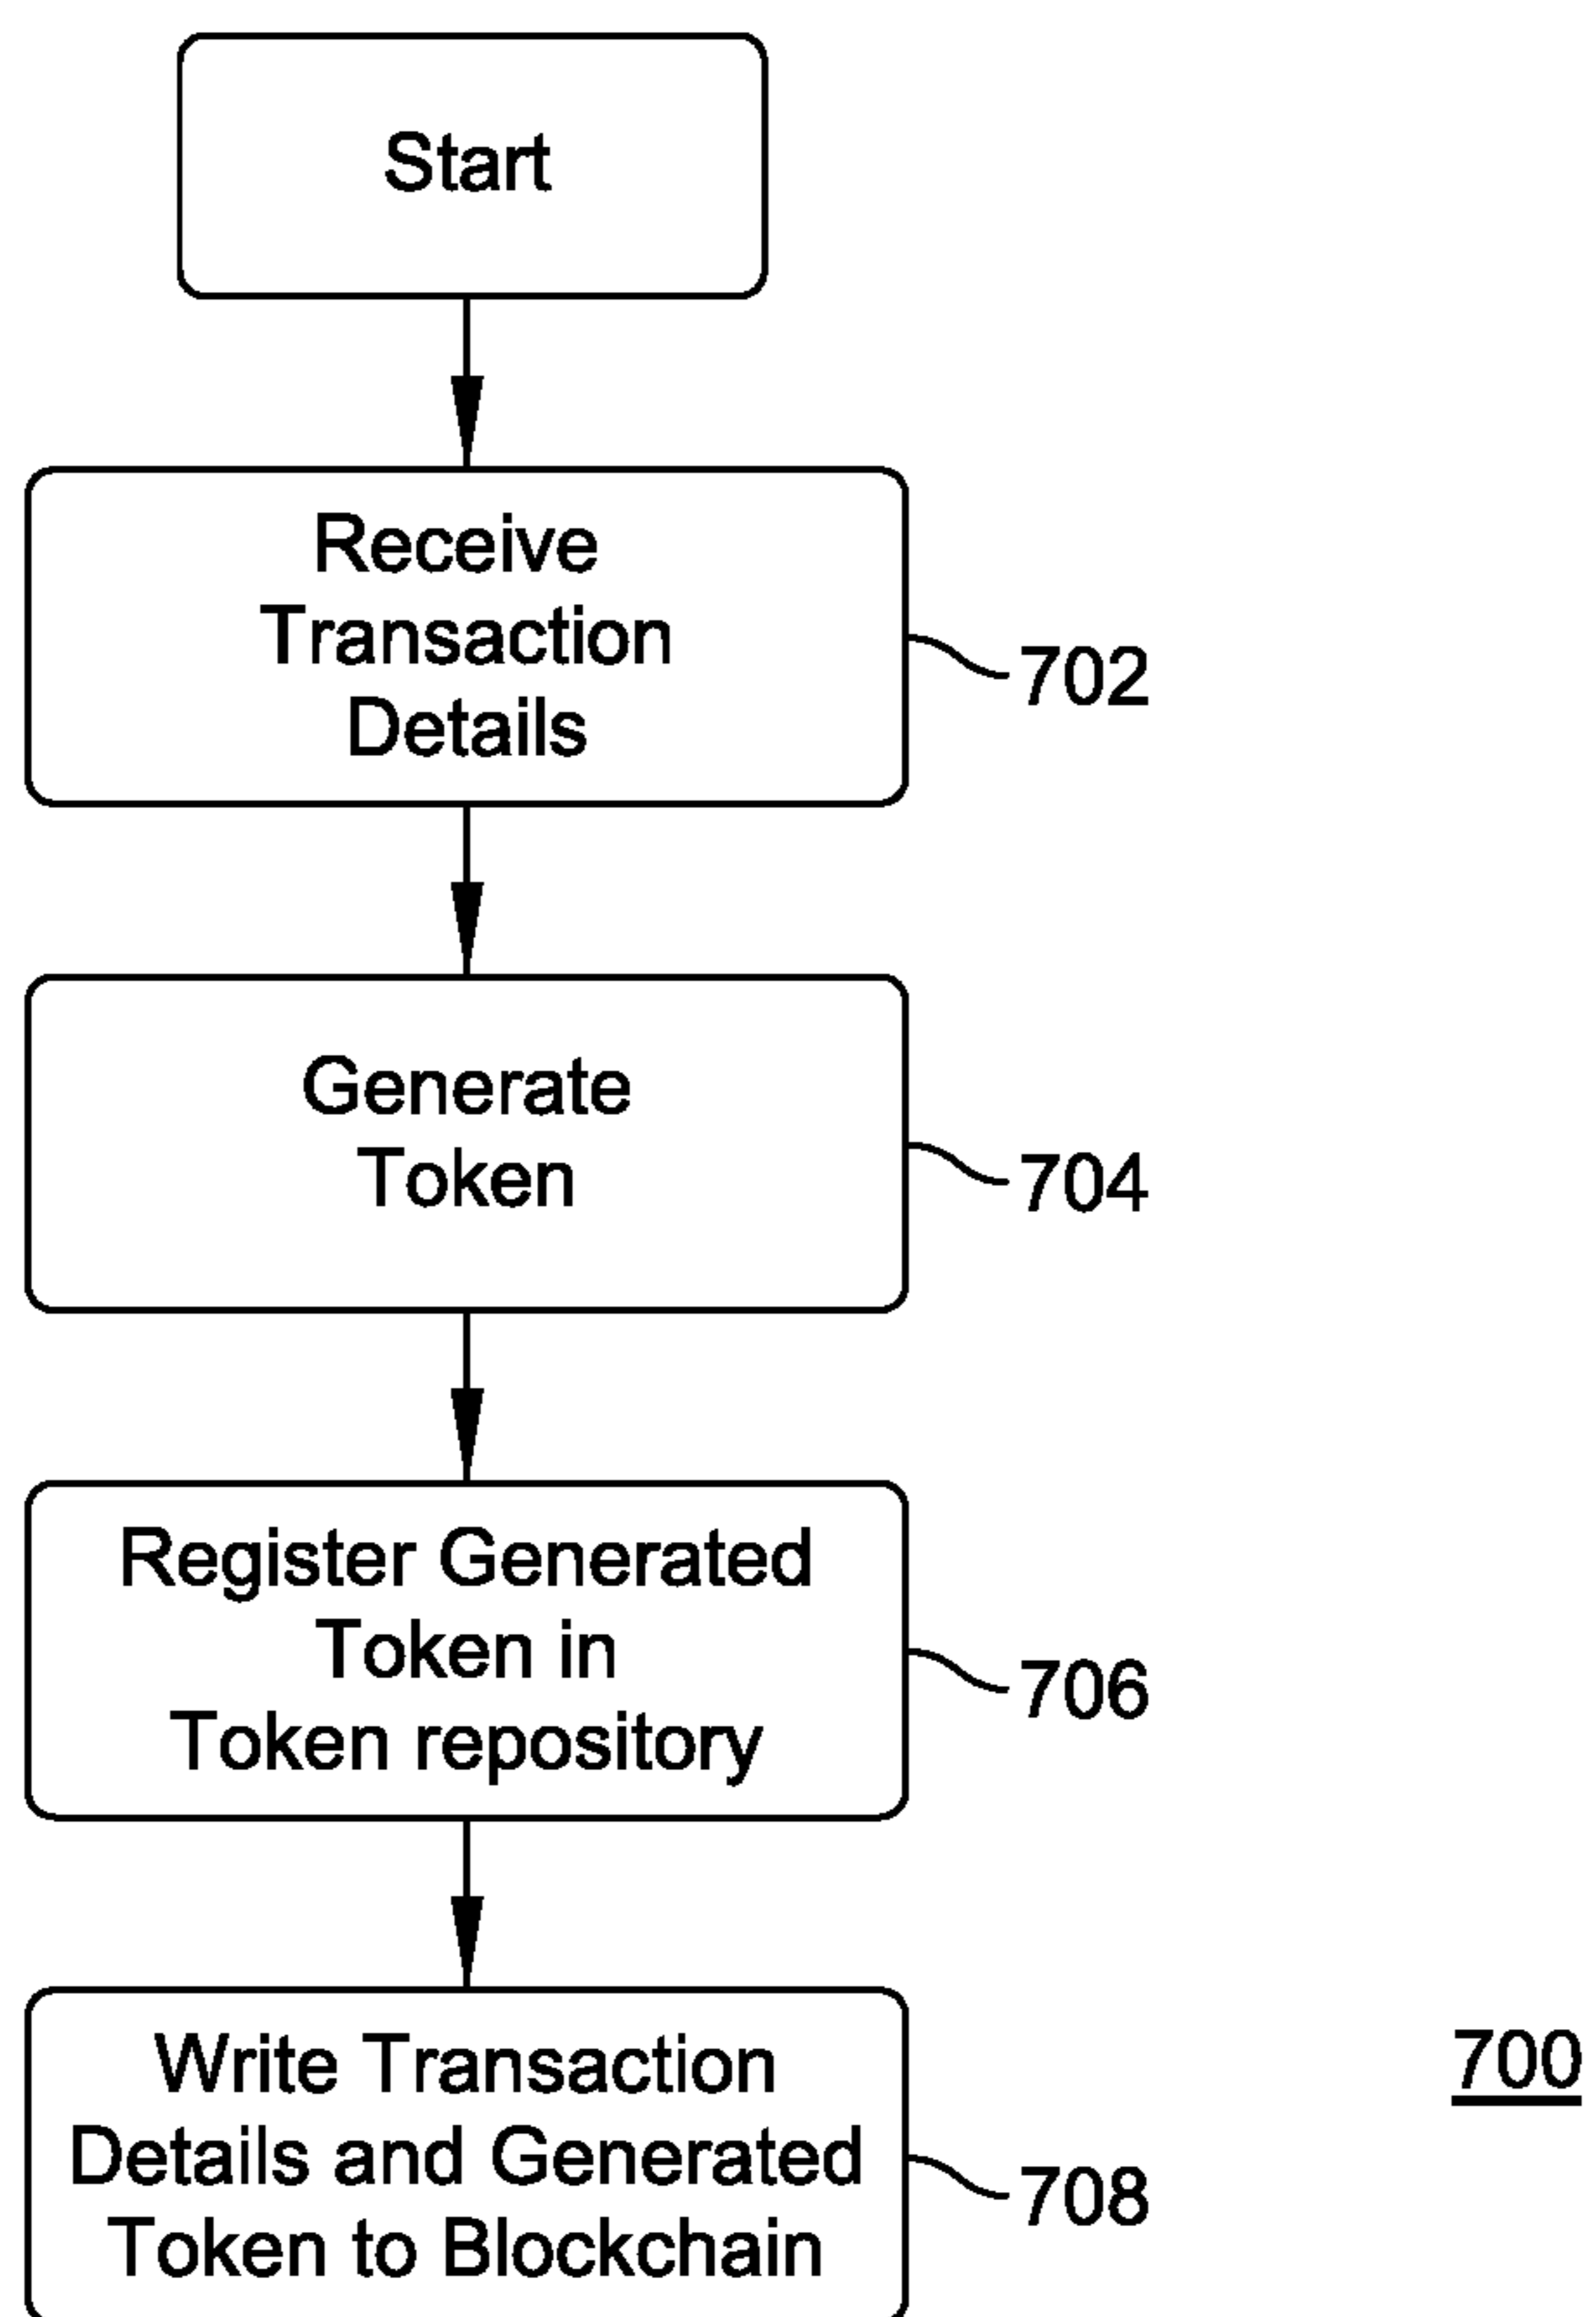 Start
Receive
Transaction
Details
702
Generate
Token
704
Register Generated
Token in
Token repository
706
Write Transaction
Details and Generated
Token to Blockchain
708
700